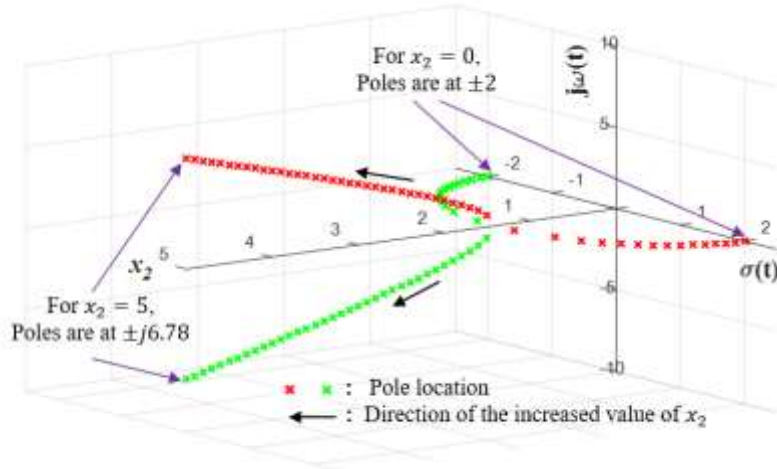 10
jω(t)
For x₂ = 0,
Poles are at ±2
5
-2
-1
1
2
σ(t)
1
2
3
4
5
x₂
For x₂ = 5,
Poles are at ±j6.78
-5
-10
: Pole location
: Direction of the increased value of x₂